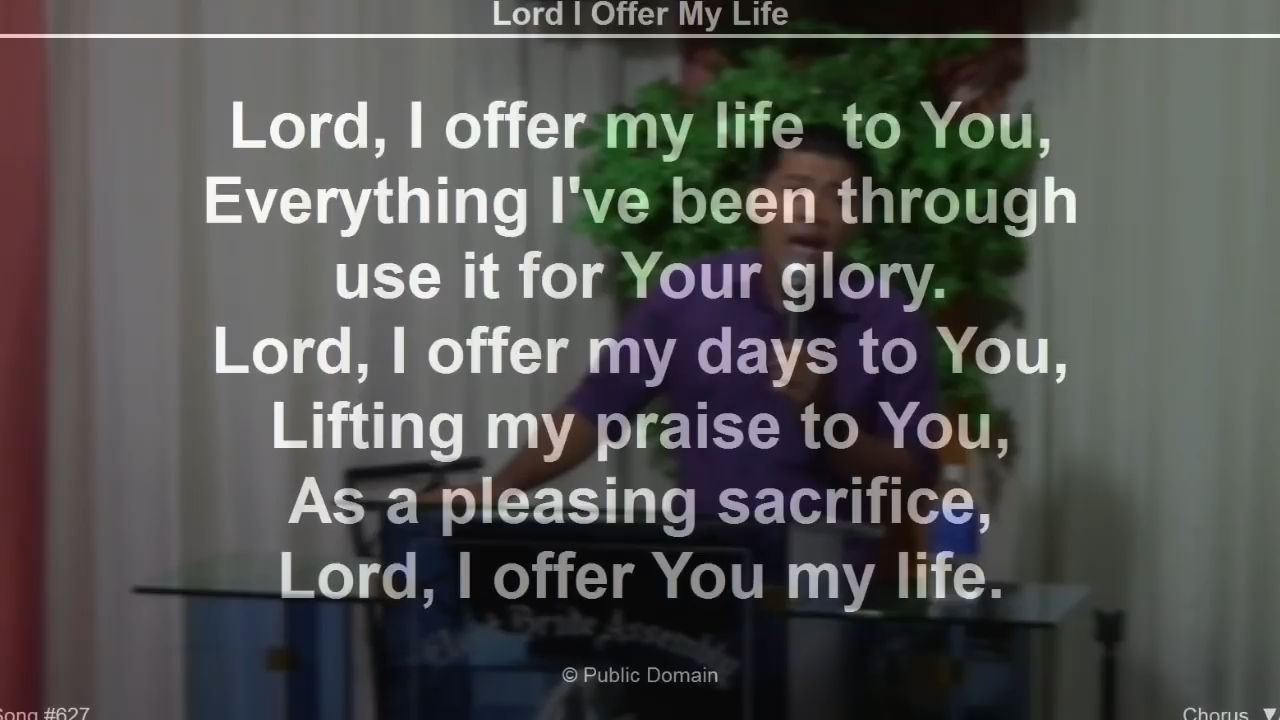 Lord I Offer My Life
Lord, I offer my life to You,
Everything I've been through
use it for Your glory.
Lord, I offer my days to You,
Lifting my praise to You,
As a pleasing sacrifice,
Lord, I offer You my life.
Bride Assembly
© Public Domain
Song #627
Chorus ▼